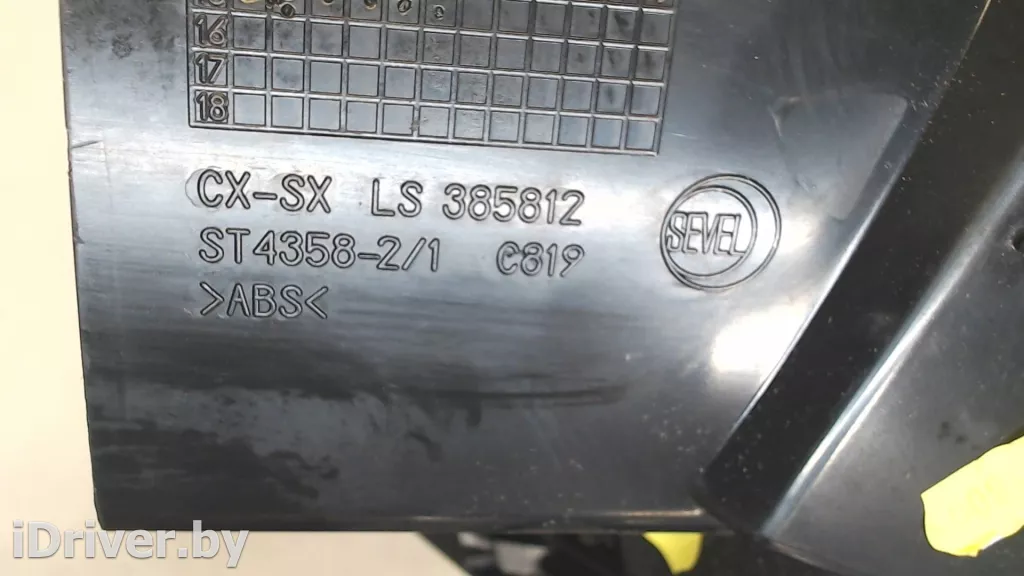 16
17
18
CX-SX LS 385812
ST4358-2/1 C819
SEVEL
>ABS<
iDriver.by